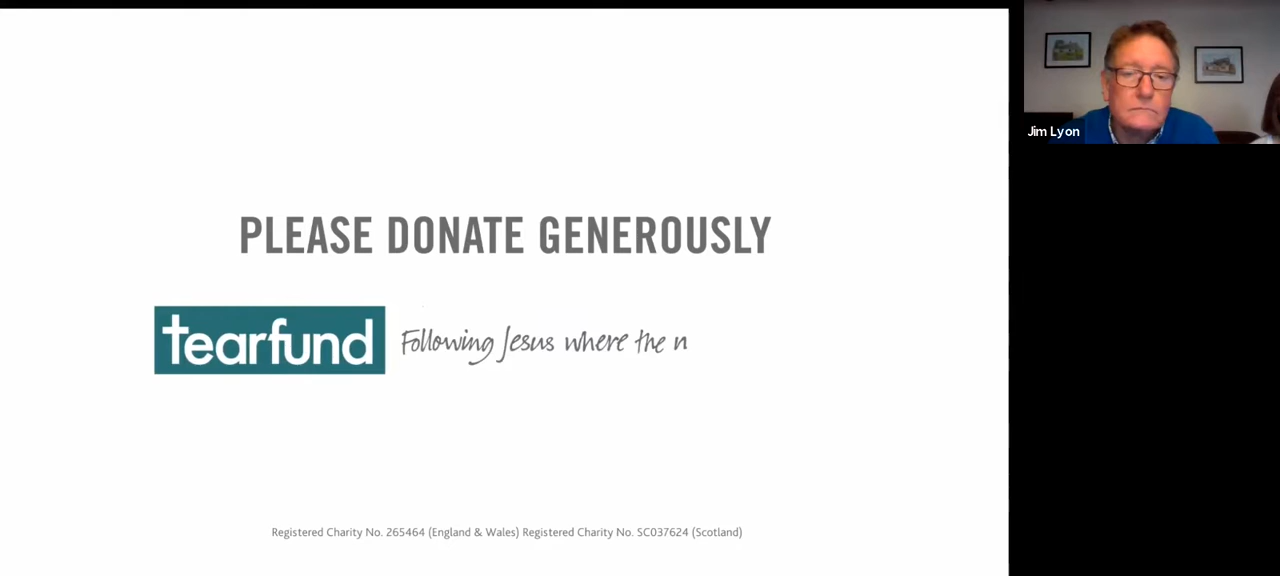 PLEASE DONATE GENEROUSLY
tearfund Following Jesus where the n
Registered Charity No. 265464 (England & Wales) Registered Charity No. SC037624 (Scotland)
Jim Lyon